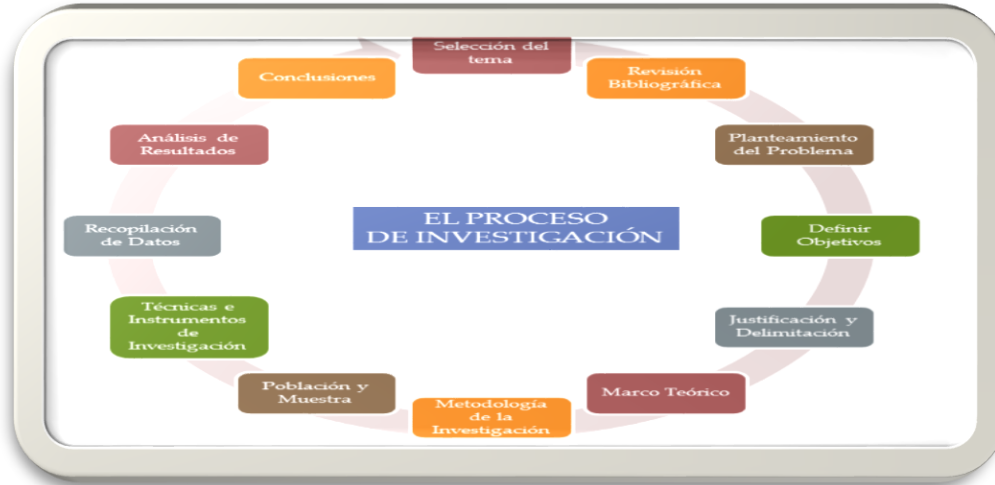 Selección del
tema
Revisión
Bibliográfica
Planteamiento
del Problema
Definir
Objetivos
Justificación y
Delimitación
Marco Teórico
Metodología
de la
Investigación
Población y
Muestra
Técnicas e
Instrumentos
de
Investigación
Recopilación
de Datos
Análisis de
Resultados
Conclusiones
EL PROCESO
DE INVESTIGACIÓN